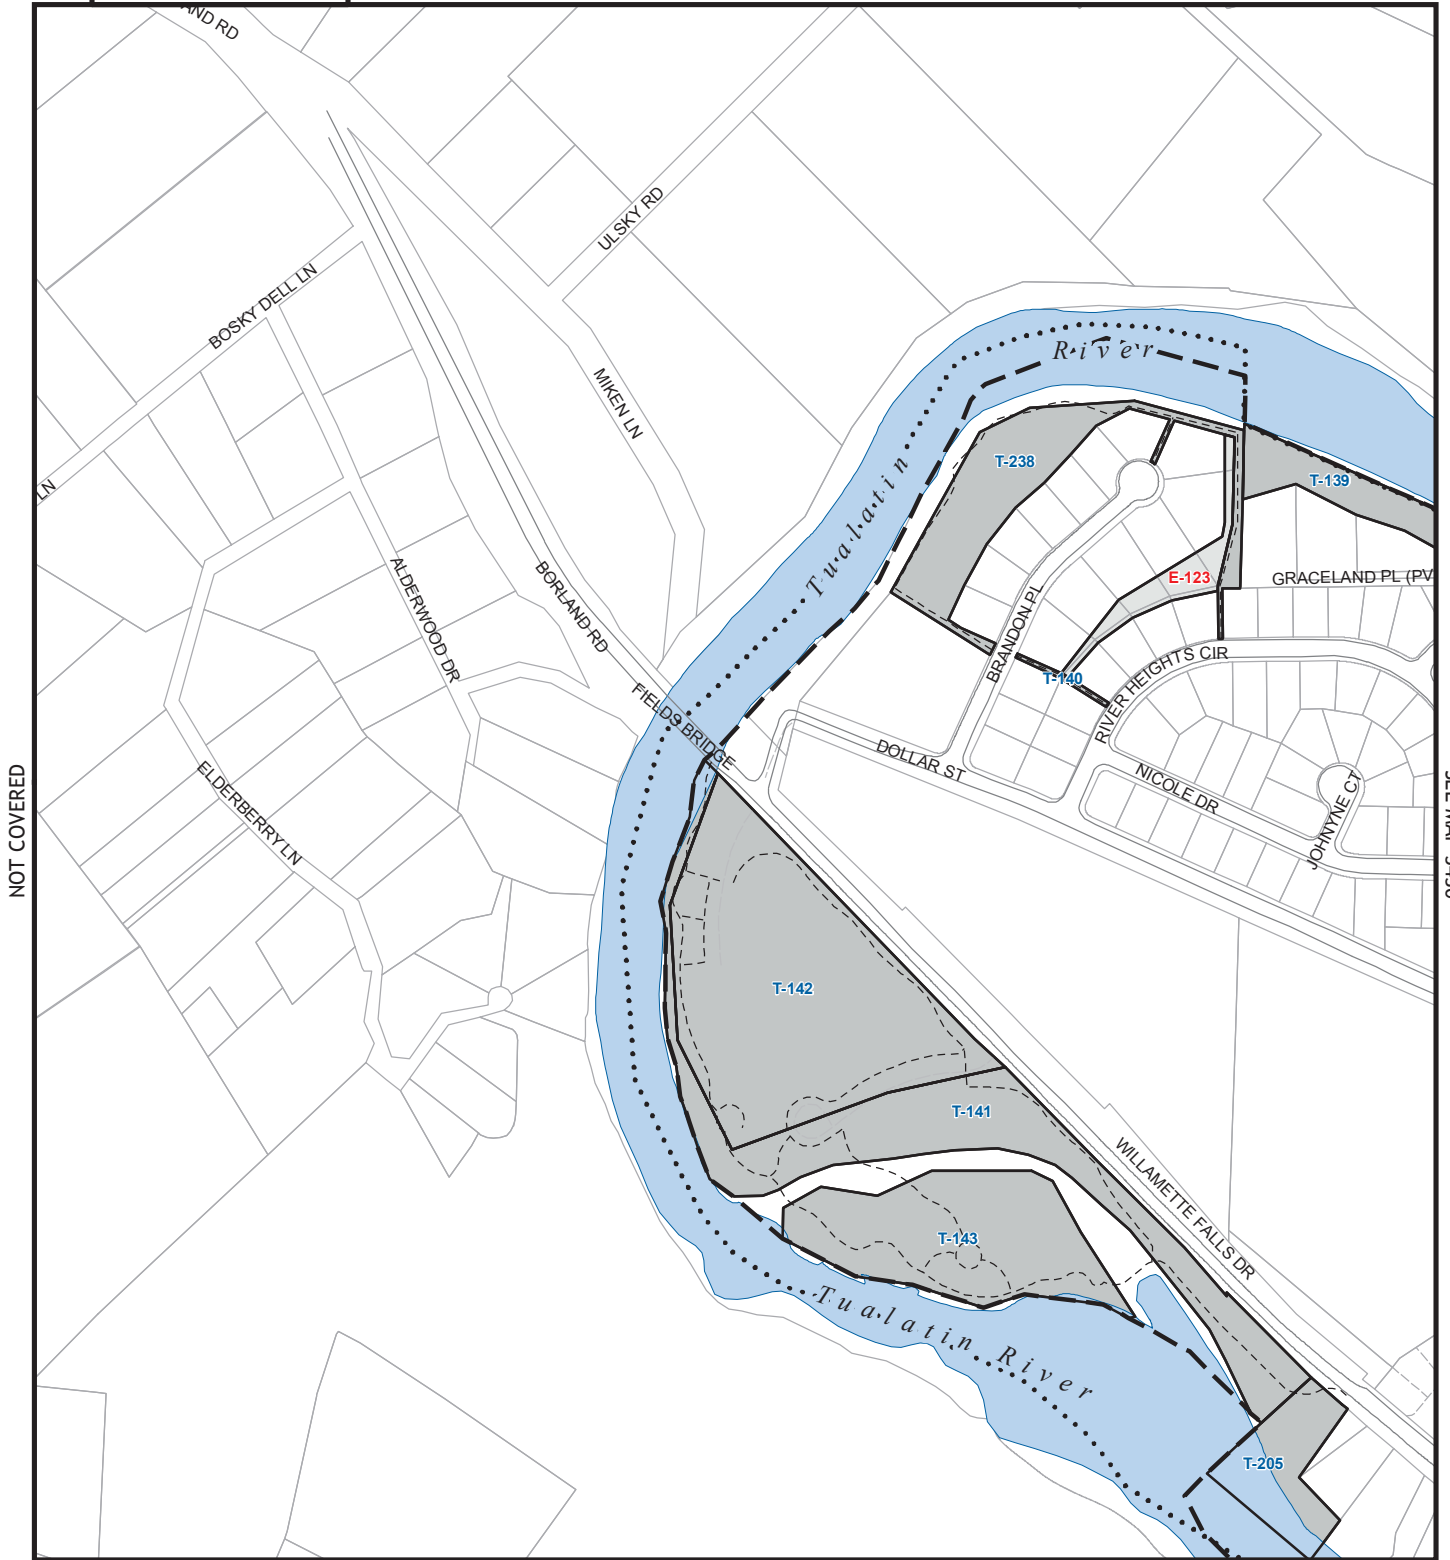 AND RD
ULSKY RD
BOSKY DELL LN
River
MIKEN LN
T-238
T-139
Tualatin
LN
E-123
GRACELAND PL (PV
ALDERWOOD DR
BORLAND RD
BRANDON PL
T-140
RIVER HEIGHTS CIR
FIELDS BRIDGE
DOLLAR ST
NICOLE DR
JOHNYNE CT
ELDERBERRY LN
NOT COVERED
T-142
T-141
WILLAMETTE FALLS DR
T-143
Tualatin River
T-205